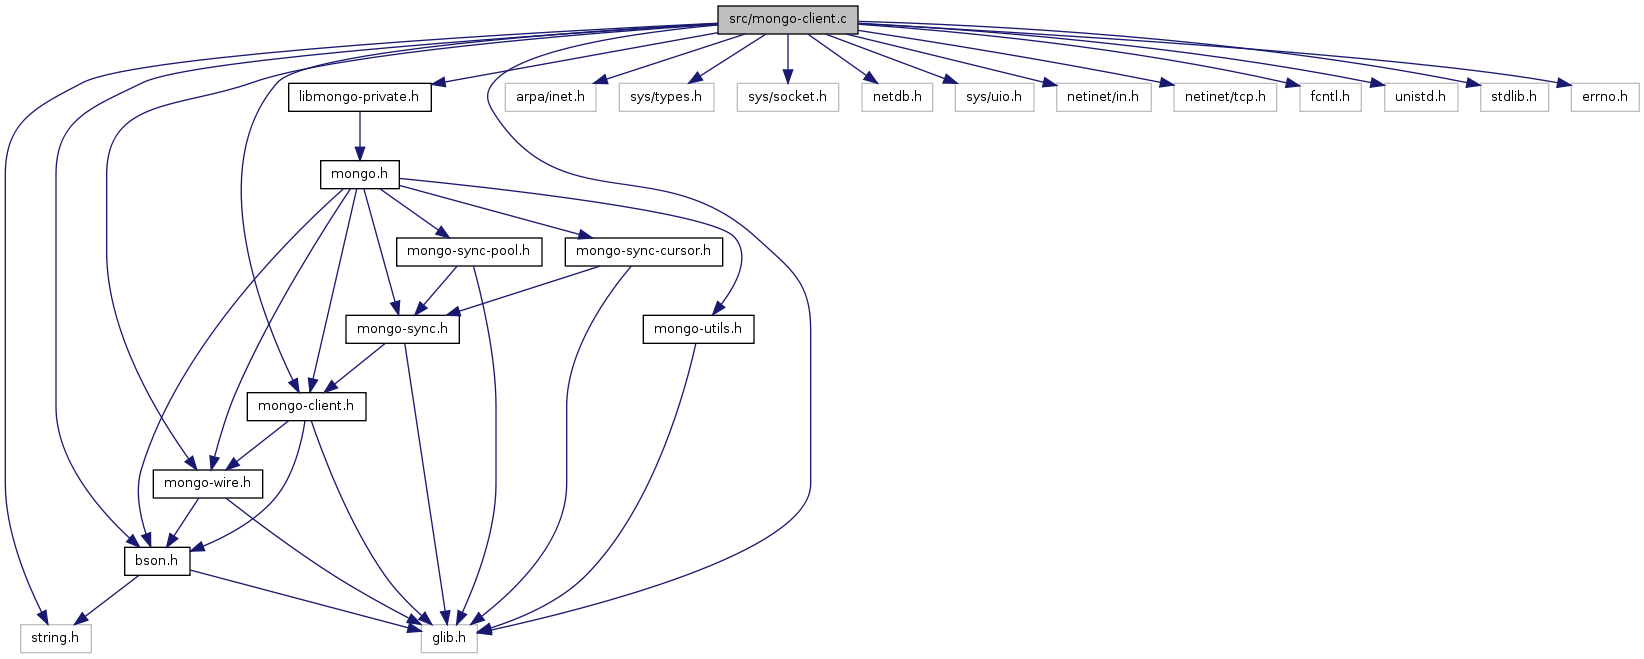 src/mongo-client.c
libmongo-private.h
arpa/inet.h
sys/types.h
sys/socket.h
netdb.h
sys/uio.h
netinet/in.h
netinet/tcp.h
fcntl.h
unistd.h
stdlib.h
errno.h
mongo.h
mongo-sync-pool.h
mongo-sync-cursor.h
mongo-sync.h
mongo-utils.h
mongo-client.h
mongo-wire.h
bson.h
string.h
glib.h